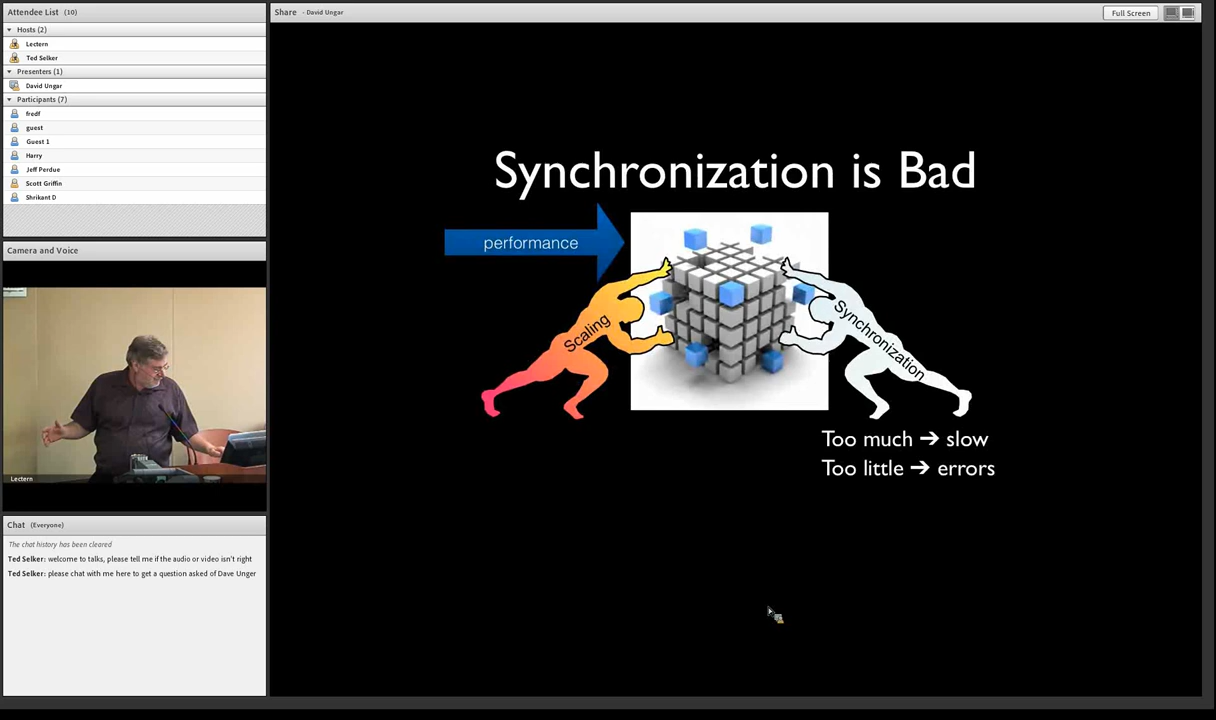 Attendee List (10)
Hosts (2)
Lectern
Ted Selker
Presenters (1)
David Ungar
Participants (7)
fredf
guest
Guest 1
Harry
Jeff Perdue
Scott Griffin
Shrikant D
Camera and Voice
Lectern
Chat (Everyone)
The chat history has been cleared
Ted Selker: welcome to talks, please tell me if the audio or video isn't right
Ted Selker: please chat with me here to get a question asked of Dave Unger
Share - David Ungar
Full Screen
Synchronization is Bad
performance
Scaling
Synchronization
Too much ➔ slow
Too little ➔ errors